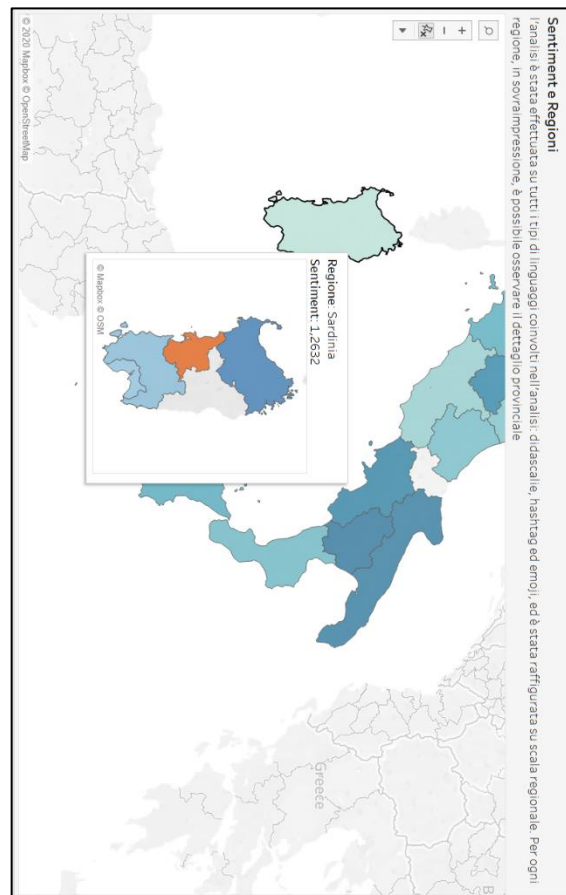 Sentiment e Regioni
l'analisi è stata effettuata su tutti i tipi di linguaggi coinvolti nell'analisi: didascalie, hashtag ed emoji, ed è stata raffigurata su scala regionale. Per ogni
regione, in sovraimpressione, è possibile osservare il dettaglio provinciale
Regione: Sardinia
Sentiment: 1,2632
© Mapbox © OSM
Greece
B
© 2020 Mapbox © OpenStreetMap